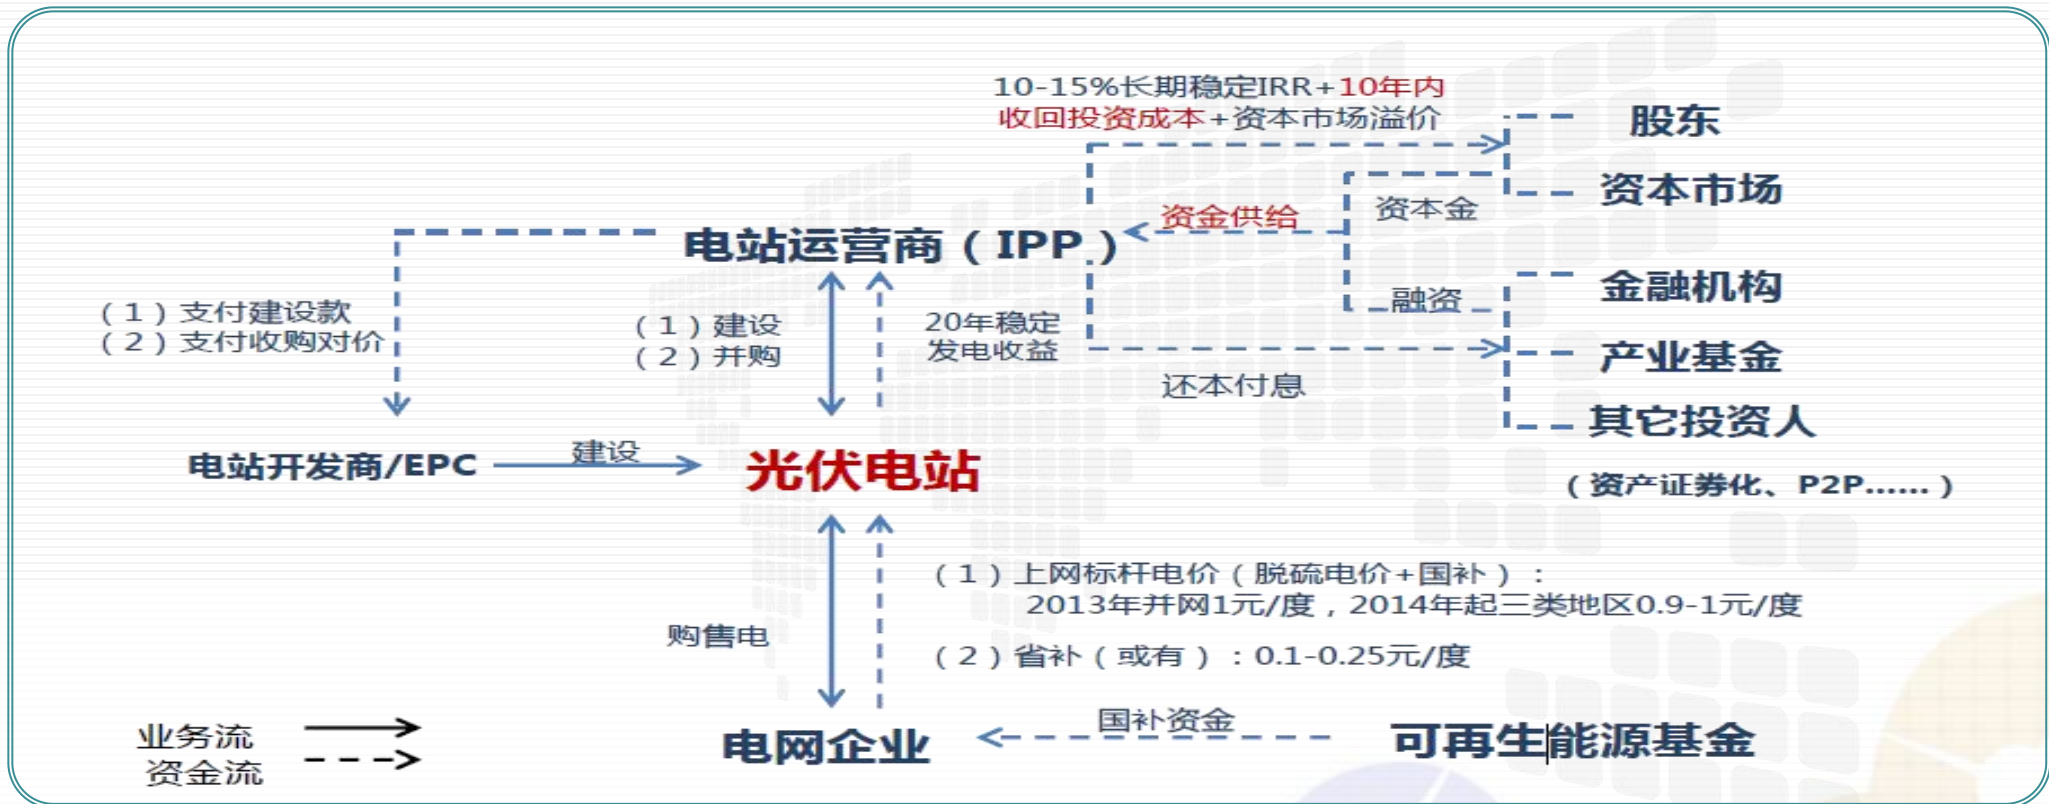 10-15%长期稳定IRR+10年内
收回投资成本+资本市场溢价
股东
资本市场
资金供给
资本金
电站运营商（IPP）
金融机构
融资
（1）支付建设款
（2）支付收购对价
（1）建设
（2）并购
20年稳定
发电收益
产业基金
还本付息
其它投资人
（资产证券化、P2P……）
电站开发商/EPC
建设
光伏电站
（1）上网标杆电价（脱硫电价+国补）：
2013年并网1元/度，2014年起三类地区0.9-1元/度
购售电
（2）省补（或有）：0.1-0.25元/度
国补资金
电网企业
可再生能源基金
业务流
资金流